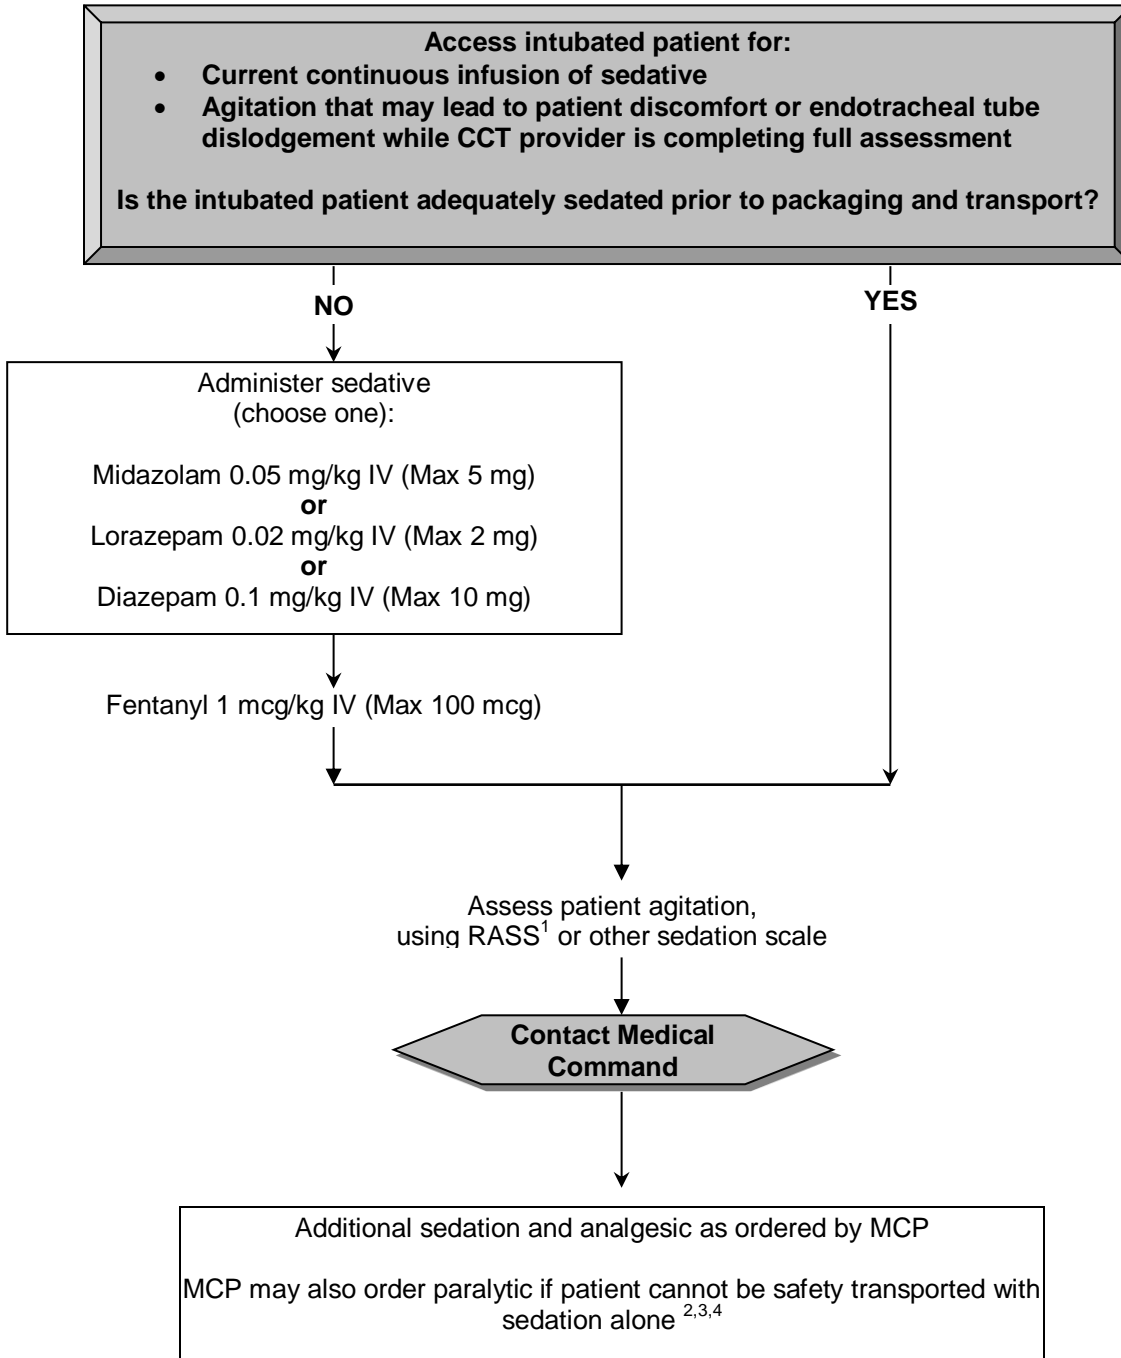 Access intubated patient for:
• Current continuous infusion of sedative
• Agitation that may lead to patient discomfort or endotracheal tube
dislodgement while CCT provider is completing full assessment
Is the intubated patient adequately sedated prior to packaging and transport?
NO
YES
Administer sedative
(choose one):
Midazolam 0.05 mg/kg IV (Max 5 mg)
or
Lorazepam 0.02 mg/kg IV (Max 2 mg)
or
Diazepam 0.1 mg/kg IV (Max 10 mg)
Fentanyl 1 mcg/kg IV (Max 100 mcg)
Assess patient agitation,
using RASS1 or other sedation scale
Contact Medical
Command
Additional sedation and analgesic as ordered by MCP
MCP may also order paralytic if patient cannot be safety transported with
sedation alone 2,3,4